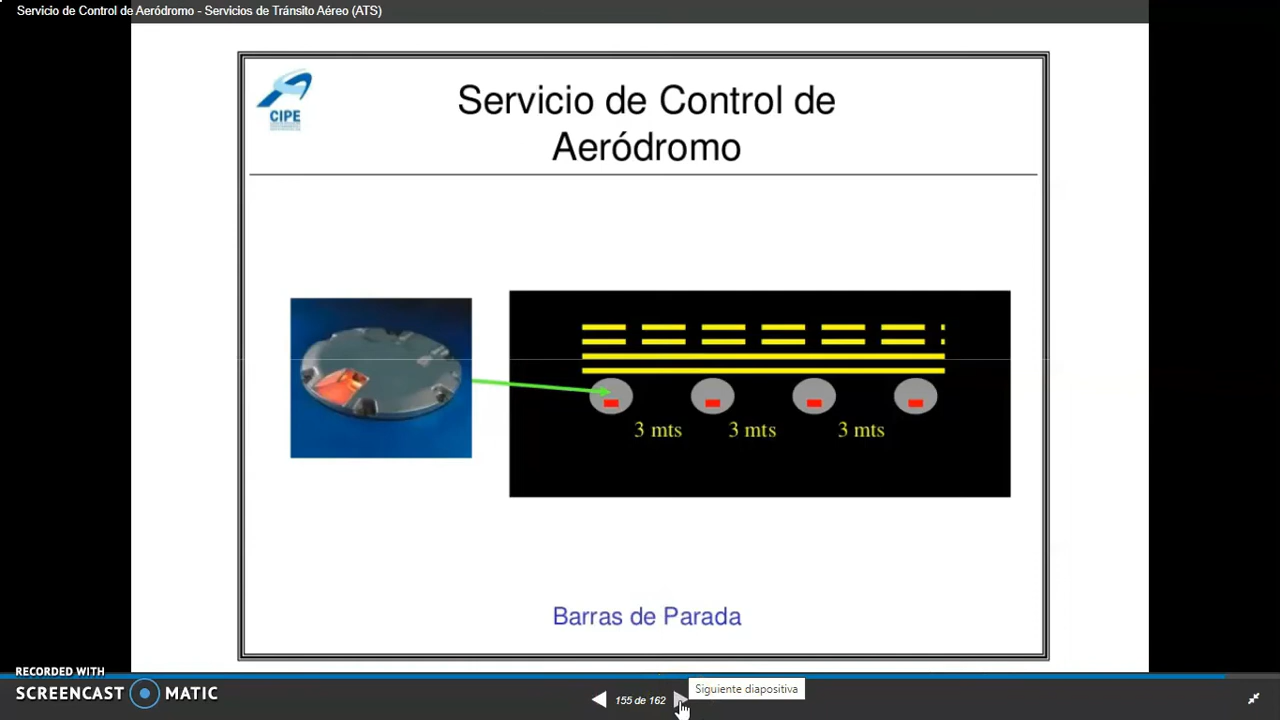 Servicio de Control de Aeródromo - Servicios de Tránsito Aéreo (ATS)
CIPE
Servicio de Control de
Aeródromo
3 mts 3 mts 3 mts
Barras de Parada
RECORDED WITH
SCREENCAST MATIC
Siguiente diapositiva
155 de 162